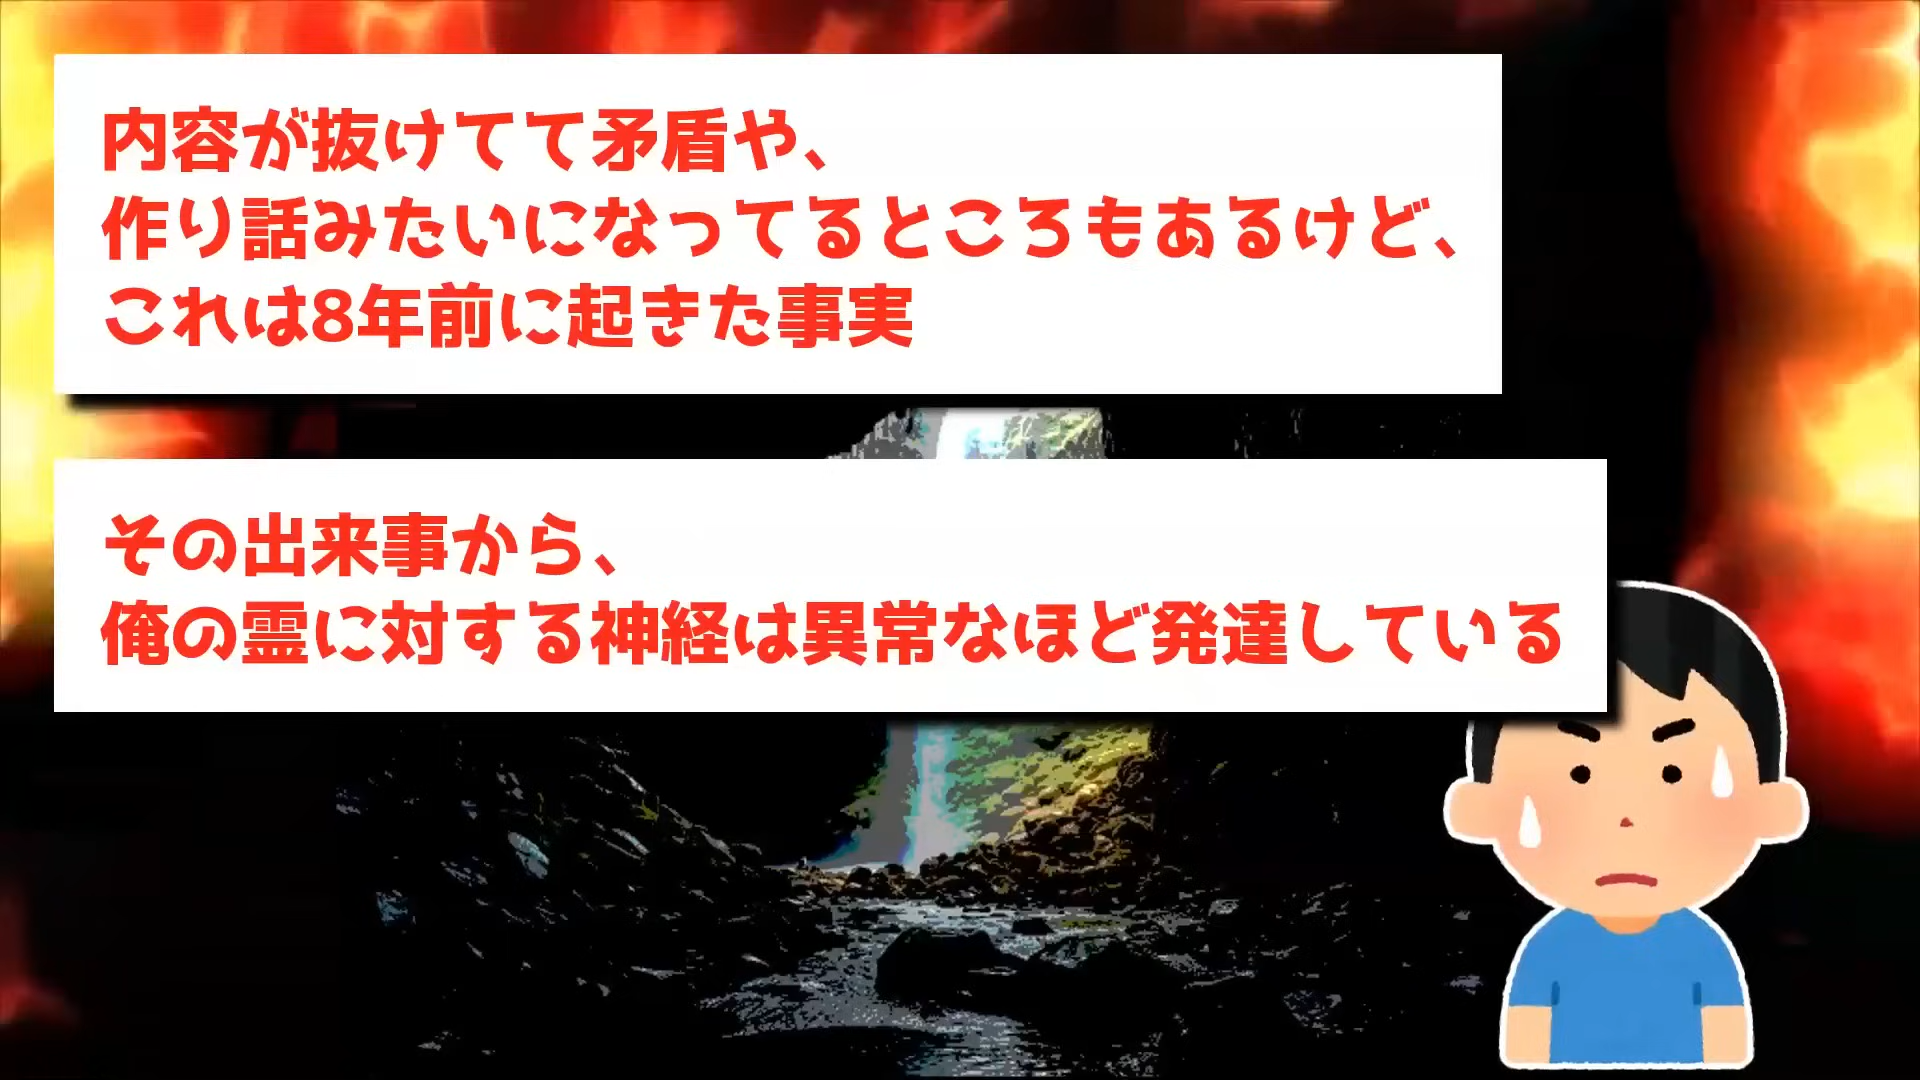 内容が抜けてて矛盾や、
作り話みたいになってるところもあるけど、
これは8年前に起きた事実
その出来事から、
俺の霊に対する神経は異常なほど発達している